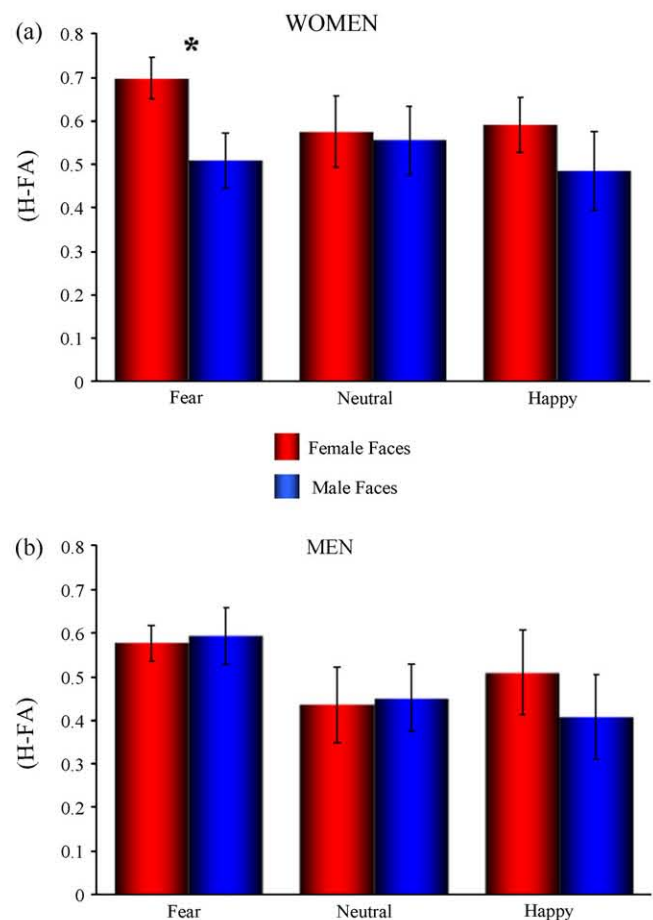 (a)
WOMEN
0.8
*
0.7
0.6
0.5
0.4
0.3
0.2
0.1
0
(H-FA)
Fear Neutral Happy
Female Faces
Male Faces
(b)
MEN
0.8
0.7
0.6
0.5
0.4
0.3
0.2
0.1
0
(H-FA)
Fear Neutral Happy